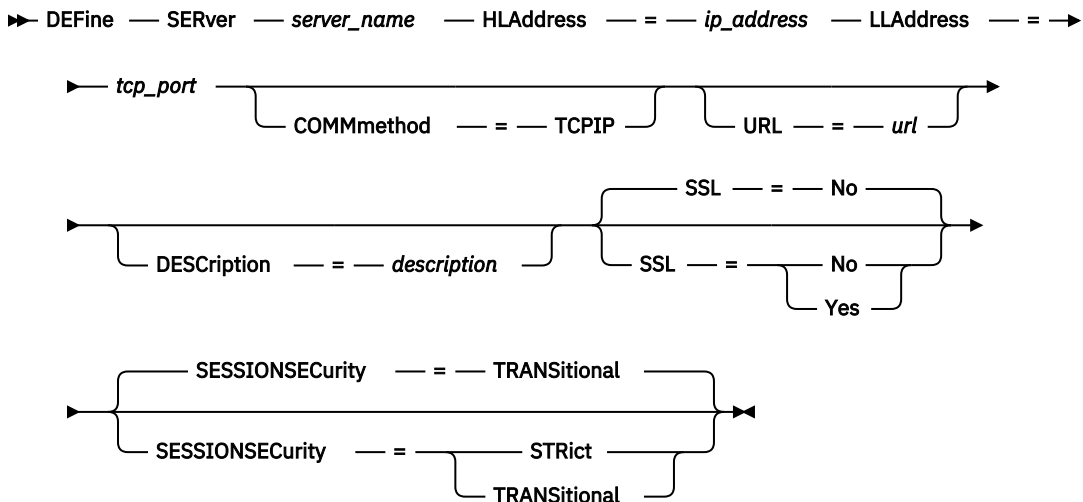 DEFine SERver server_name HLAddress = ip_address LLAddress =
tcp_port
COMMmethod = TCPIP URL = url
SSL = No
DESCription = description SSL = No
Yes
SESSIONSECurity = TRANSitional
SESSIONSECurity = STRict
TRANSitional